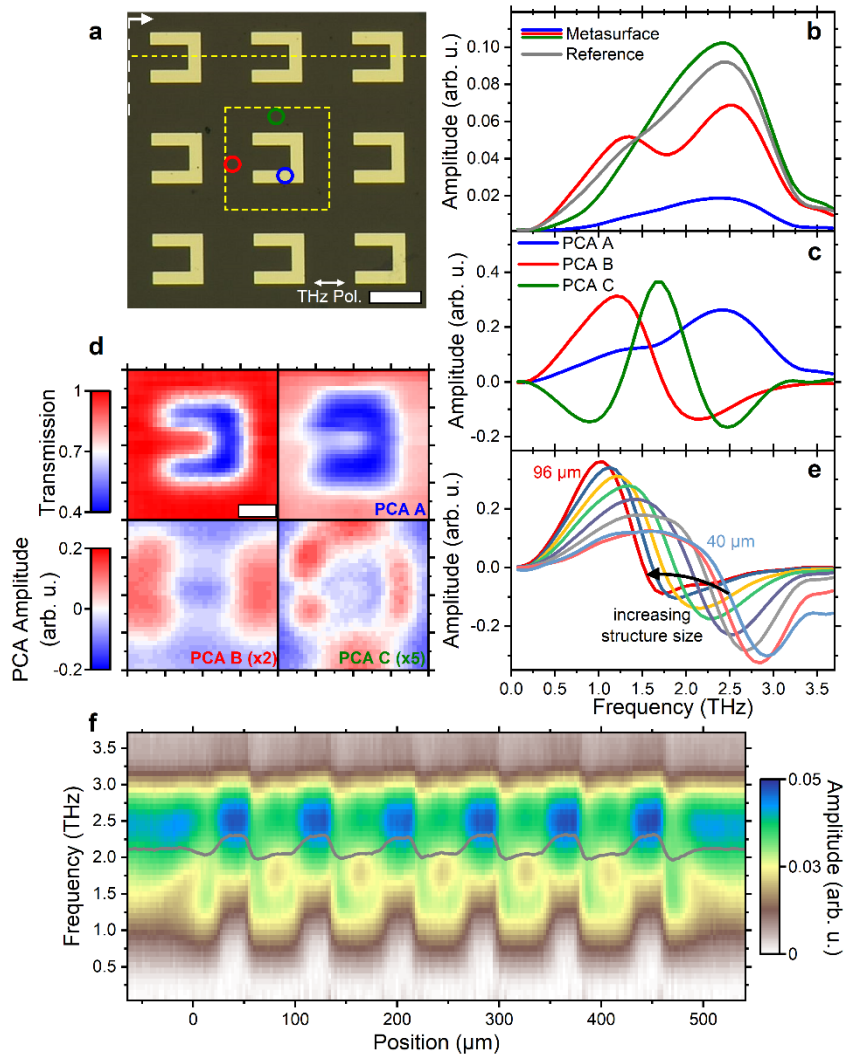 a
THz Pol.
b
Amplitude (arb. u.)
0.10
0.08
0.06
0.04
0.02
Metasurface
Reference
c
Amplitude (arb. u.)
0.4
0.2
0.0
-0.2
PCA A
PCA B
PCA C
d
Transmission
1
0.7
0.4
PCA A
PCA Amplitude
(arb. u.)
0.2
0
-0.2
PCA B (x2)
PCA C (x5)
e
Amplitude (arb. u.)
0.2
0.0
-0.2
96 µm
40 µm
increasing
structure size
0.0 0.5 1.0 1.5 2.0 2.5 3.0 3.5
Frequency (THz)
f
Frequency (THz)
3.5
3.0
2.5
2.0
1.5
1.0
0.5
0 100 200 300 400 500
Position (µm)
0.05
0.03
0
Amplitude
(arb. u.)